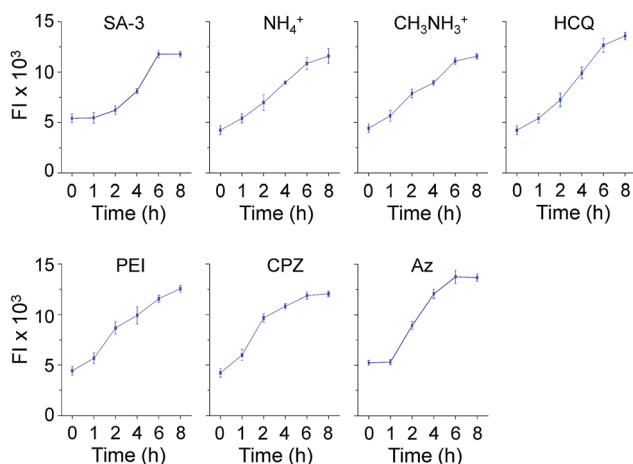 SA-3
NH₄⁺
CH₃NH₃⁺
HCQ
FI x 10³
15
10
5
0
0 1 2 4 6 8
0 1 2 4 6 8
0 1 2 4 6 8
0 1 2 4 6 8
Time (h)
Time (h)
Time (h)
Time (h)
PEI
CPZ
Az
FI x 10³
15
10
5
0
0 1 2 4 6 8
0 1 2 4 6 8
0 1 2 4 6 8
Time (h)
Time (h)
Time (h)